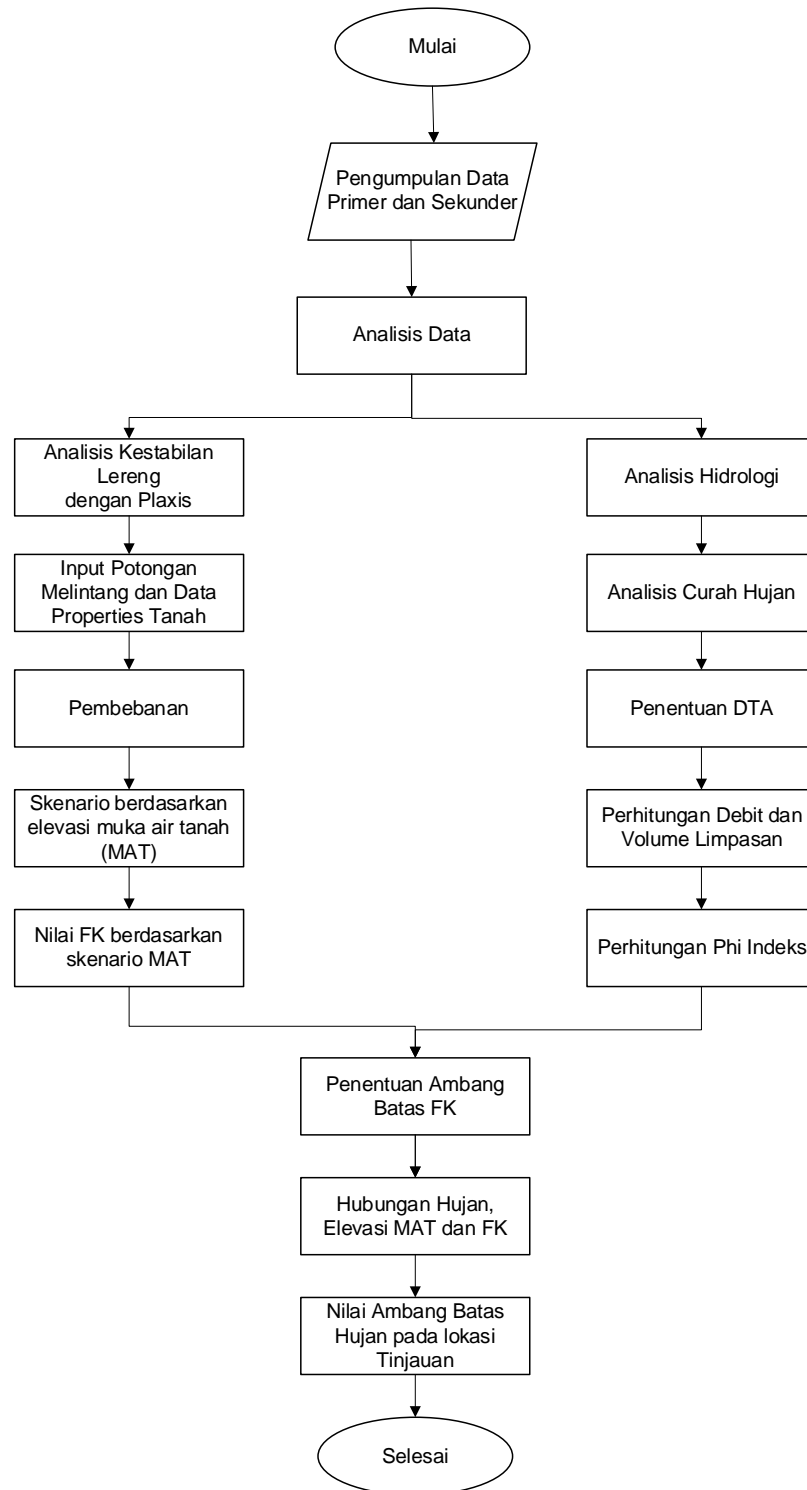 Mulai
Pengumpulan Data
Primer dan Sekunder
Analisis Data
Analisis Kestabilan
Lereng
dengan Plaxis
Input Potongan
Melintang dan Data
Properties Tanah
Pembebanan
Skenario berdasarkan
elevasi muka air tanah
(MAT)
Nilai FK berdasarkan
skenario MAT
Analisis Hidrologi
Analisis Curah Hujan
Penentuan DTA
Perhitungan Debit dan
Volume Limpasan
Perhitungan Phi Indeks
Penentuan Ambang
Batas FK
Hubungan Hujan,
Elevasi MAT dan FK
Nilai Ambang Batas
Hujan pada lokasi
Tinjauan
Selesai